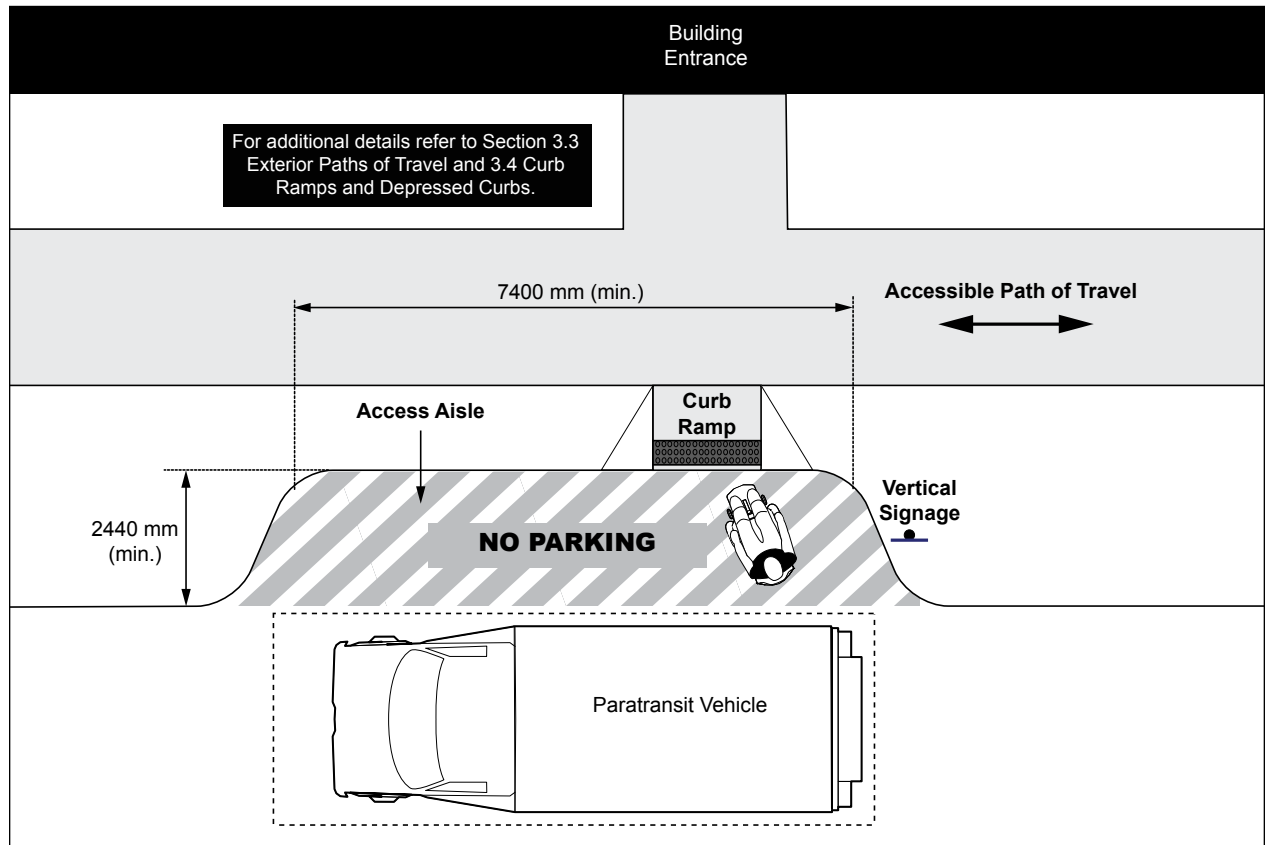 Building
Entrance
For additional details refer to Section 3.3
Exterior Paths of Travel and 3.4 Curb
Ramps and Depressed Curbs.
7400 mm (min.)
Accessible Path of Travel
Access Aisle
Curb
Ramp
2440 mm
(min.)
NO PARKING
Vertical
Signage
Paratransit Vehicle